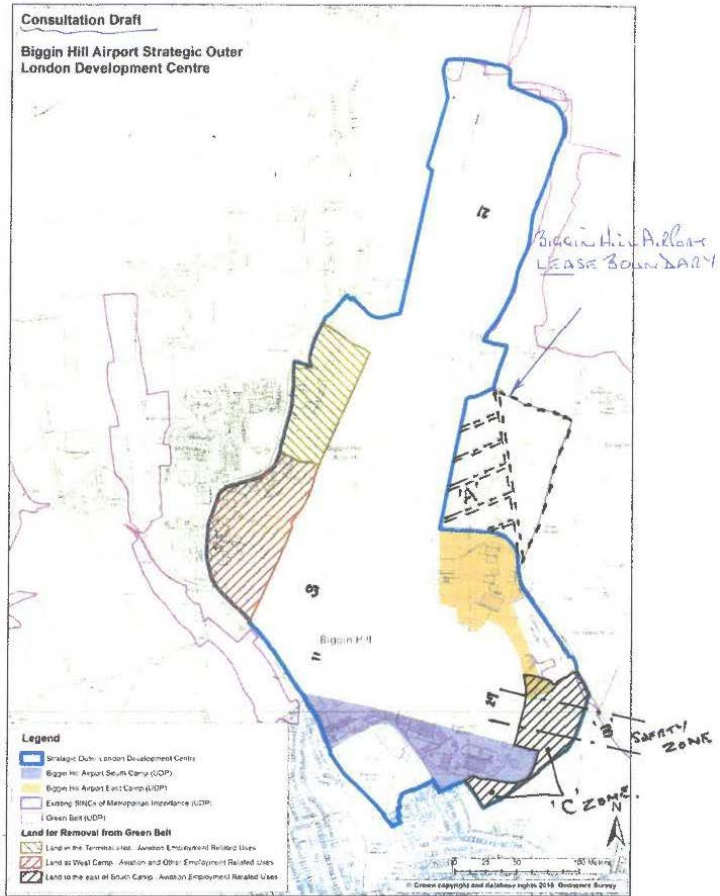 Consultation Draft
Biggin Hill Airport Strategic Outer
London Development Centre
21
BIGGIN HILL AIRPORT
LEASE BOUNDARY
'A'
03
Biggin Hill
29
'B' SAFETY
ZONE
'C' ZONE.
N
Legend
Strategic Outer London Development Centre
Biggin Hill Airport South Camp (UDP)
Biggin Hill Airport East Camp (UDP)
Existing SINCs of Metropolitan Importance (UDP)
Green Belt (UDP)
Land for Removal from Green Belt
Land in the Terminal area - Aviation Employment Related Uses
Land at West Camp - Aviation and Other Employment Related Uses
Land to the east of South Camp - Aviation Employment Related Uses
© Crown copyright and database rights 2015. Ordnance Survey